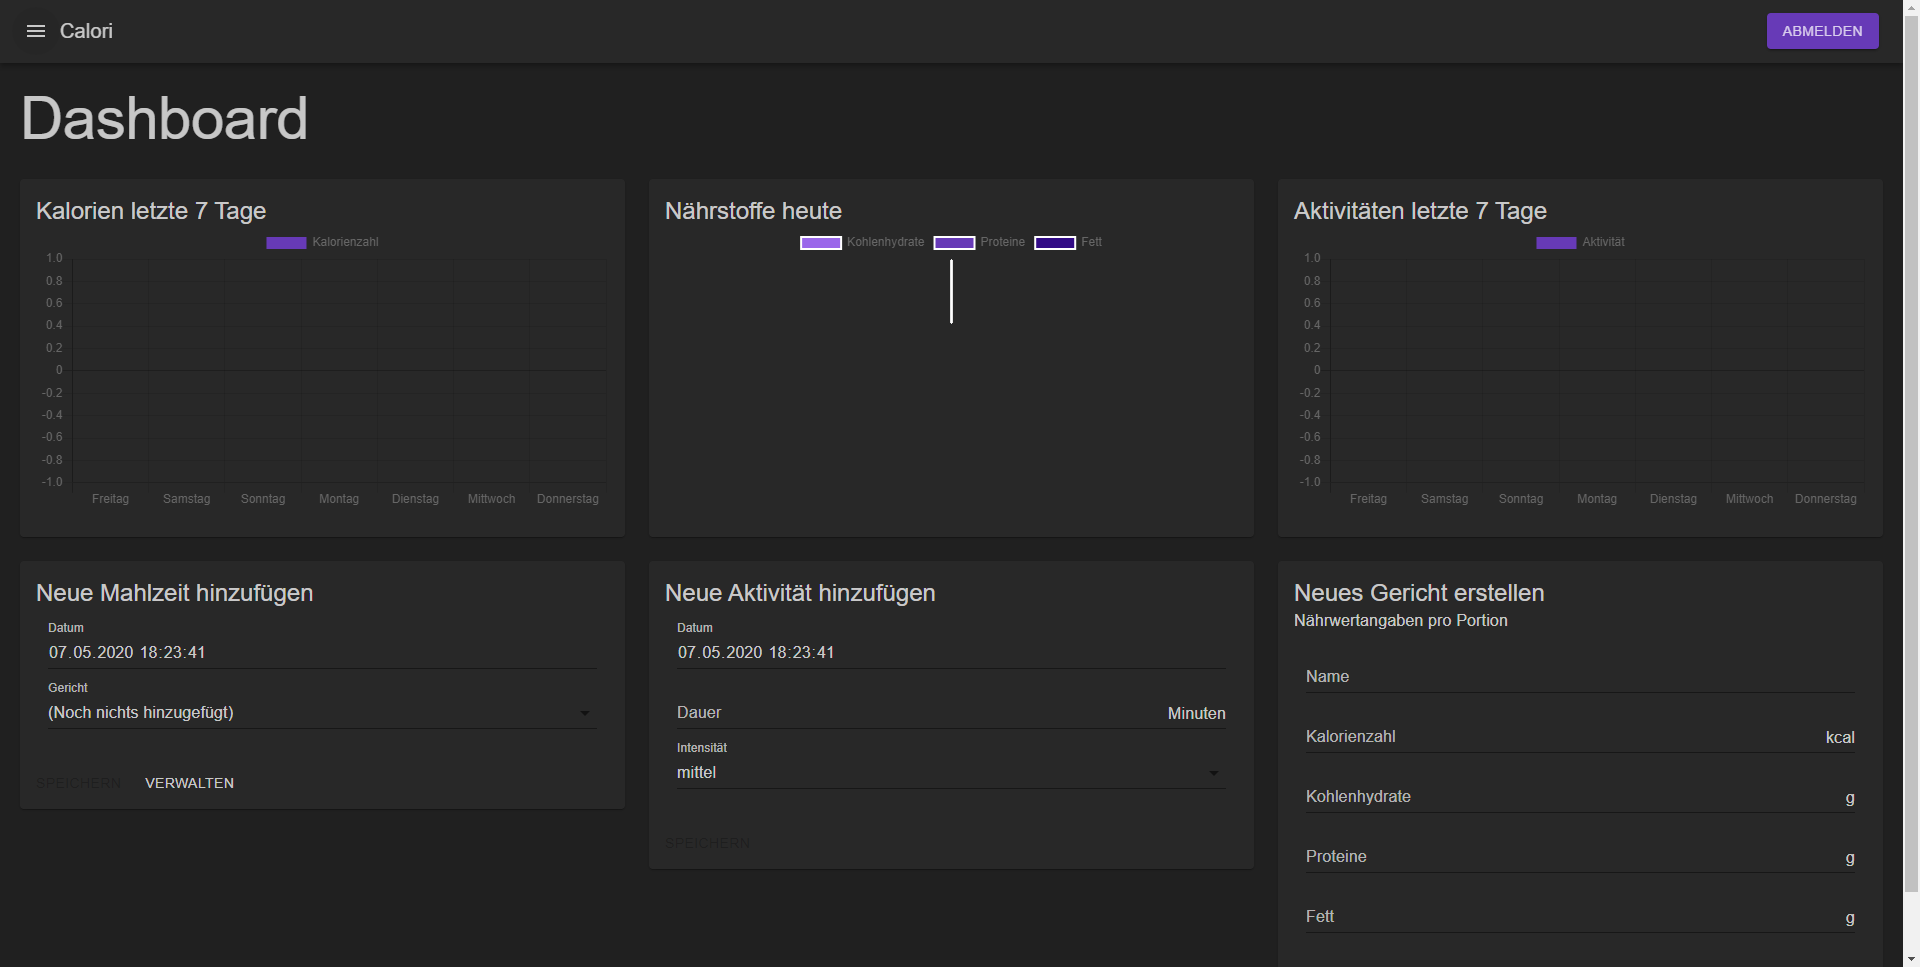 Calori
ABMELDEN
Dashboard
Kalorien letzte 7 Tage
Kalorienzahl
1.0
0.8
0.6
0.4
0.2
0
-0.2
-0.4
-0.6
-0.8
-1.0
Freitag Samstag Sonntag Montag Dienstag Mittwoch Donnerstag
Nährstoffe heute
Kohlenhydrate Proteine Fett
Aktivitäten letzte 7 Tage
Aktivität
1.0
0.8
0.6
0.4
0.2
0
-0.2
-0.4
-0.6
-0.8
-1.0
Freitag Samstag Sonntag Montag Dienstag Mittwoch Donnerstag
Neue Mahlzeit hinzufügen
Datum
07.05.2020 18:23:41
Gericht
(Noch nichts hinzugefügt)
SPEICHERN VERWALTEN
Neue Aktivität hinzufügen
Datum
07.05.2020 18:23:41
Dauer Minuten
Intensität
mittel
SPEICHERN
Neues Gericht erstellen
Nährwertangaben pro Portion
Name
Kalorienzahl kcal
Kohlenhydrate g
Proteine g
Fett g